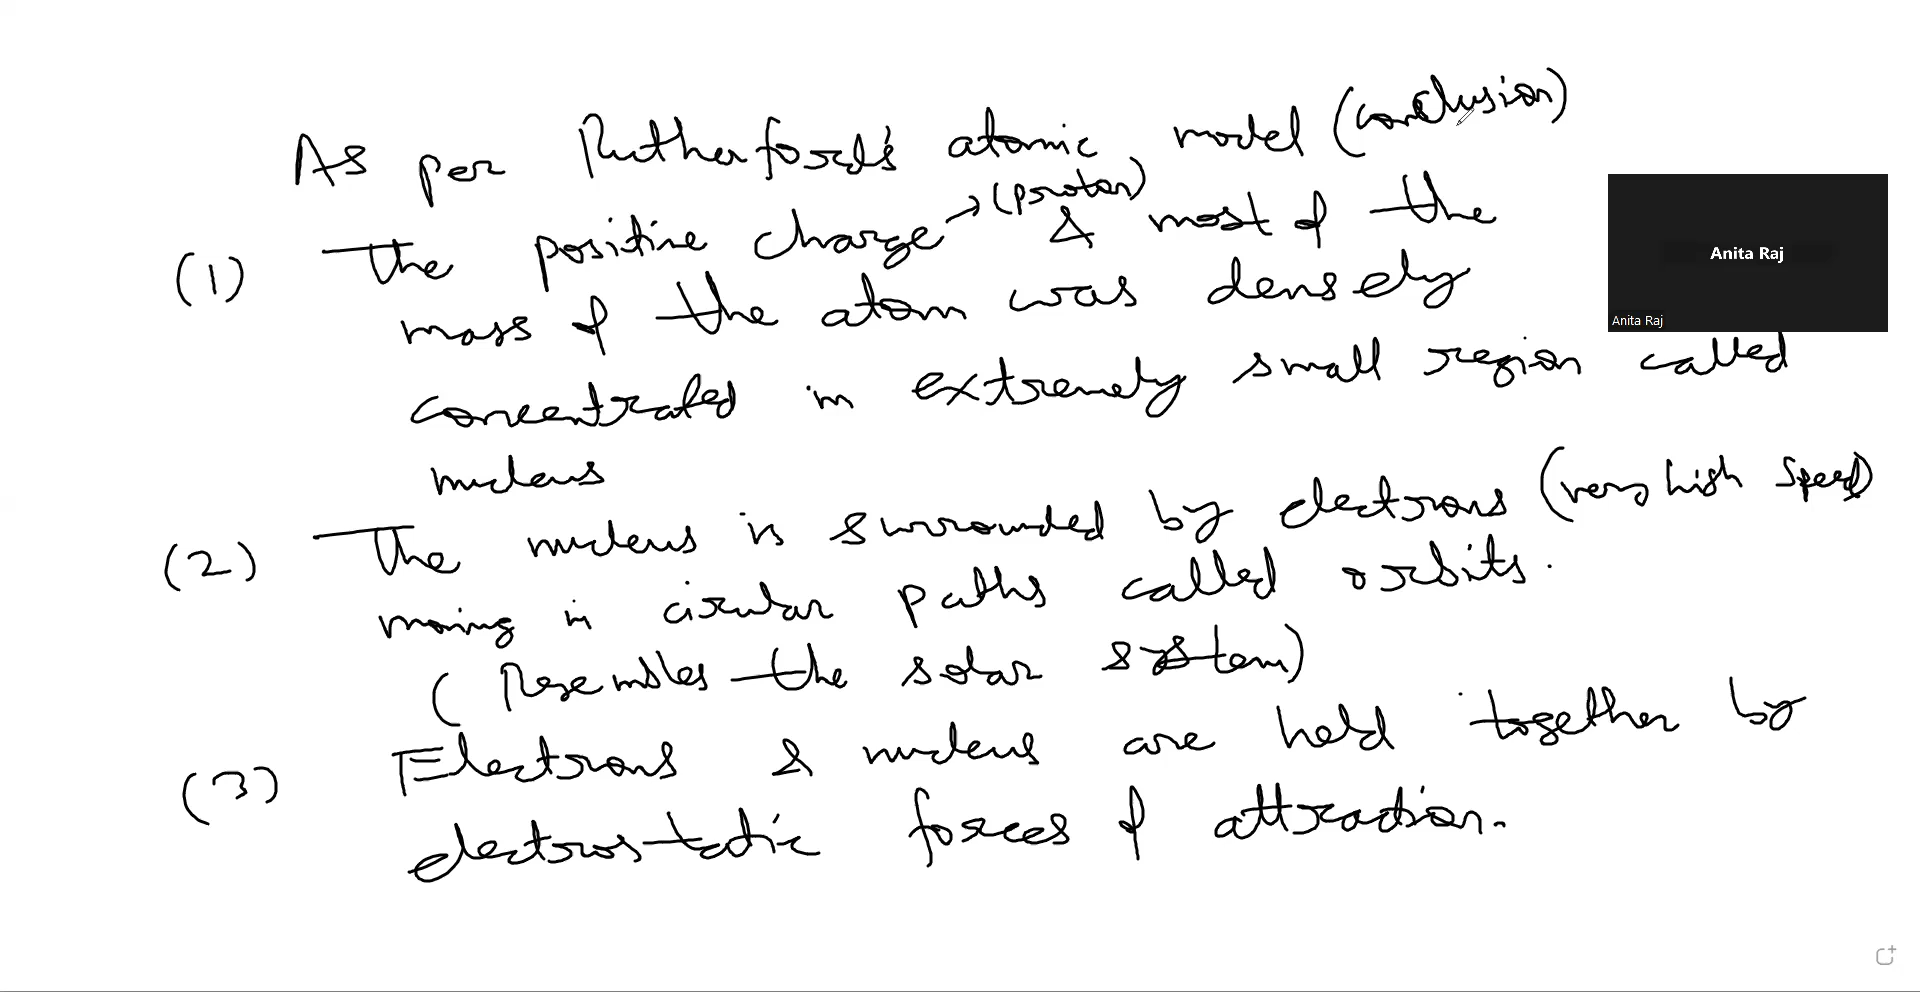 As per Rutherford's atomic model (conclusion)
(1) The positive charge → (proton) & most of the
mass of the atom was densely
concentrated in extremely small region called
nucleus
(2) The nucleus is surrounded by electrons (very high speed)
moving in circular paths called orbits.
(Resembles the solar system)
(3) Electrons & nucleus are held together by
electrostatic forces of attraction.
Anita Raj
Anita Raj